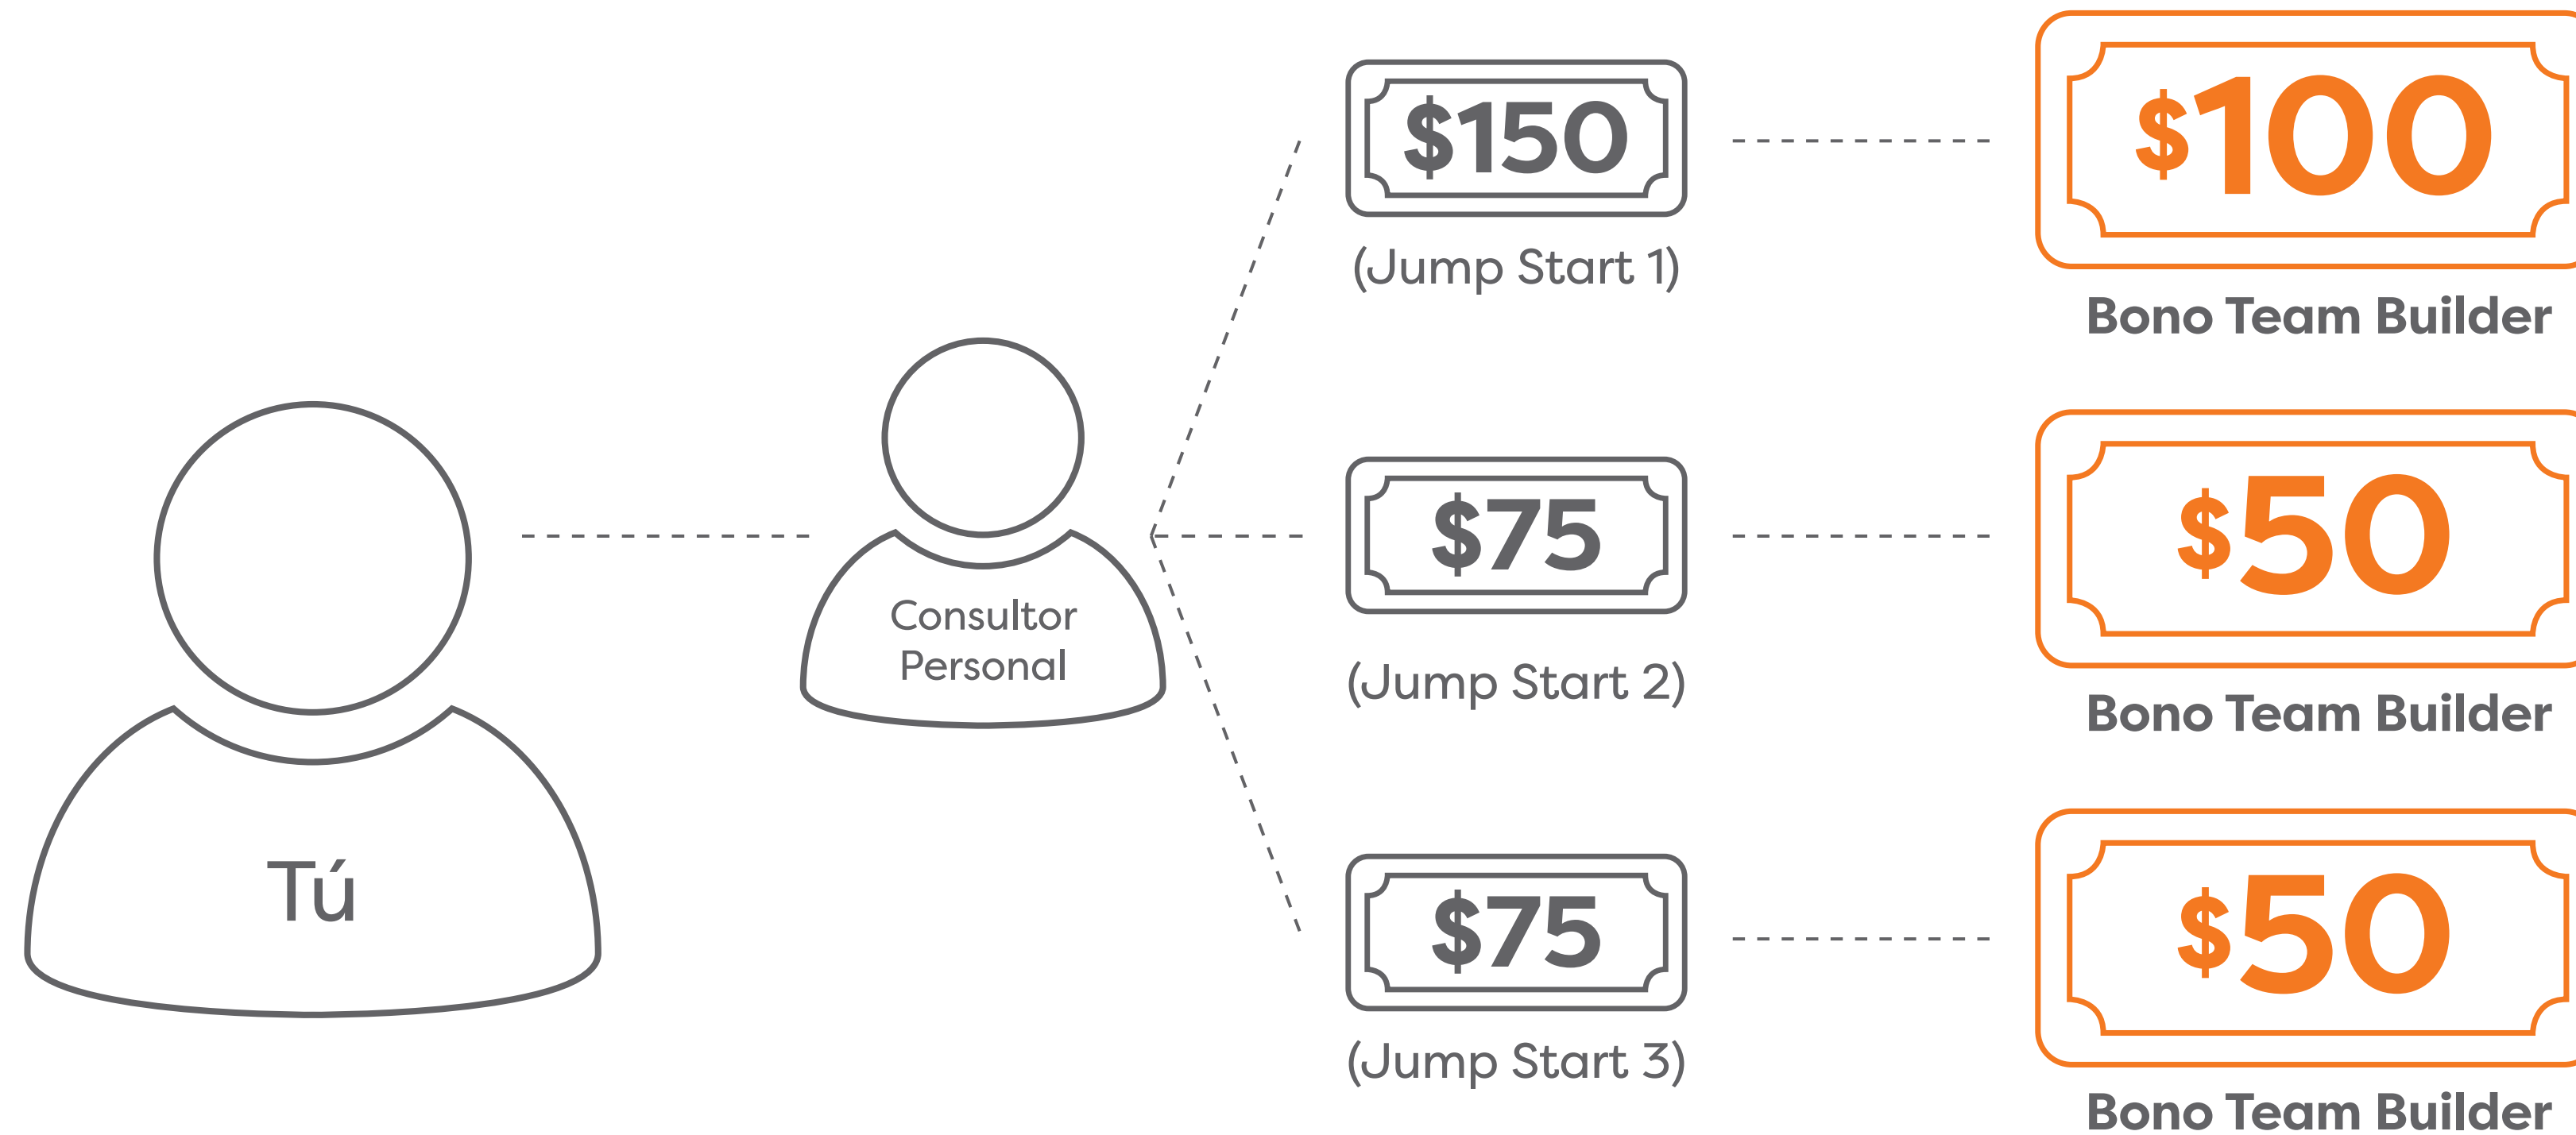 Tú
Consultor
Personal
$150
(Jump Start 1)
$100
Bono Team Builder
$75
(Jump Start 2)
$50
Bono Team Builder
$75
(Jump Start 3)
$50
Bono Team Builder